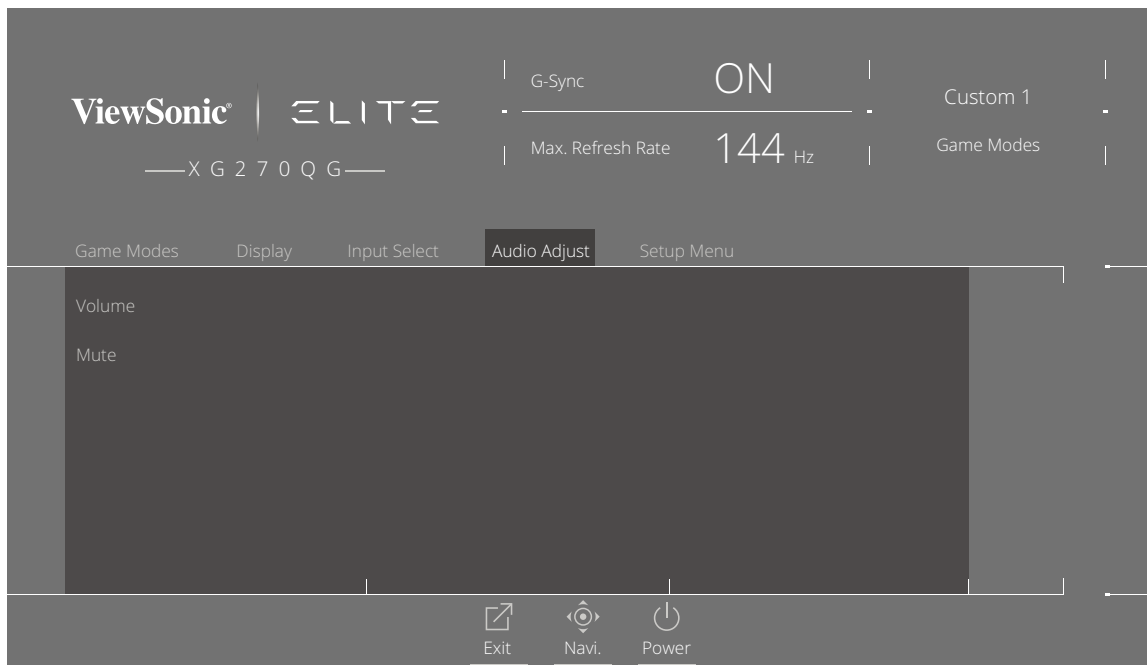 ViewSonic® ELITE
XG270QG
G-Sync ON
Max. Refresh Rate 144 Hz
Custom 1
Game Modes
Game Modes Display Input Select Audio Adjust Setup Menu
Volume
Mute
Exit Navi. Power